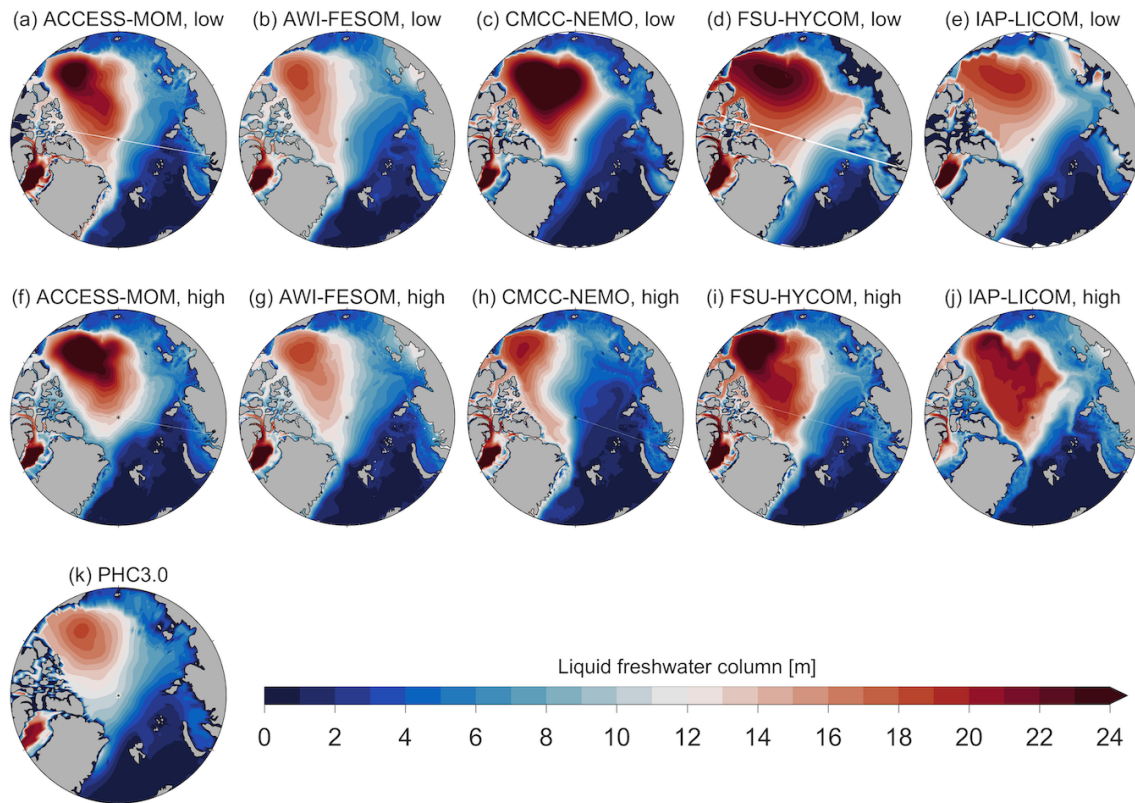 (a) ACCESS-MOM, low
(b) AWI-FESOM, low
(c) CMCC-NEMO, low
(d) FSU-HYCOM, low
(e) IAP-LICOM, low
(f) ACCESS-MOM, high
(g) AWI-FESOM, high
(h) CMCC-NEMO, high
(i) FSU-HYCOM, high
(j) IAP-LICOM, high
(k) PHC3.0
Liquid freshwater column [m]
0 2 4 6 8 10 12 14 16 18 20 22 24